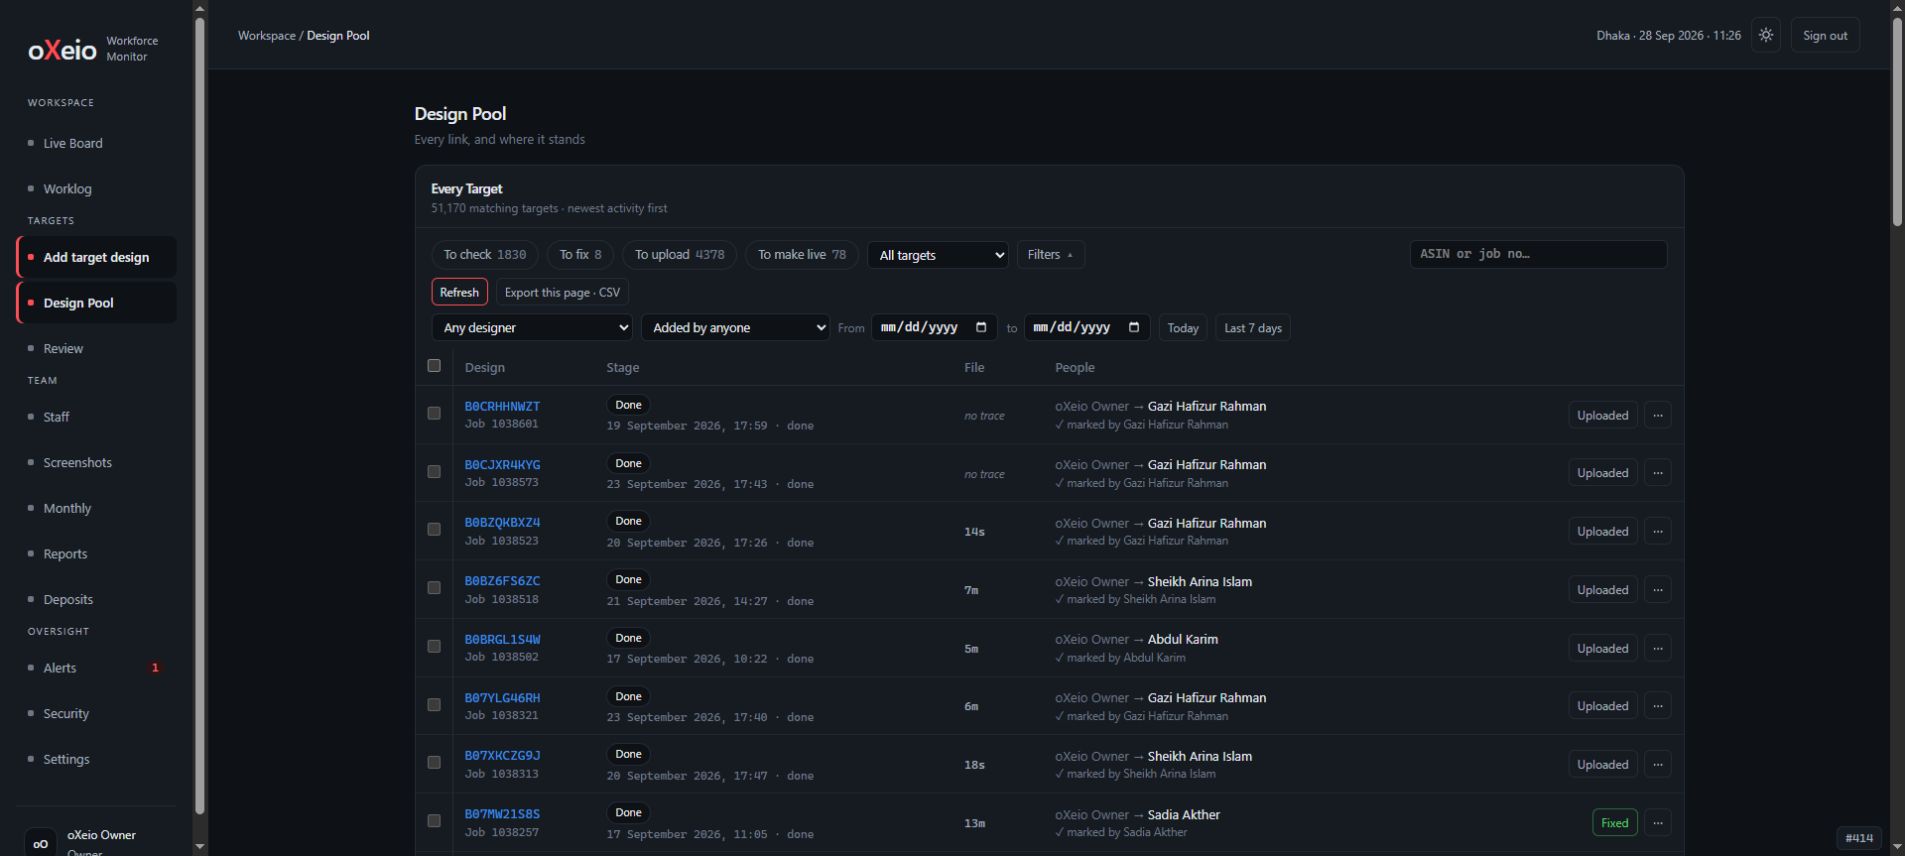 oXeio Workforce Monitor
WORKSPACE
Live Board
Worklog
TARGETS
Add target design
Design Pool
Review
TEAM
Staff
Screenshots
Monthly
Reports
Deposits
OVERSIGHT
Alerts 1
Security
Settings
oO oXeio Owner
Owner
Workspace / Design Pool
Dhaka · 28 Sep 2026 · 11:26 Sign out
Design Pool
Every link, and where it stands
Every Target
51,170 matching targets · newest activity first
To check 1830 To fix 8 To upload 4378 To make live 78 All targets Filters ASIN or job no…
Refresh Export this page · CSV
Any designer Added by anyone From mm/dd/yyyy to mm/dd/yyyy Today Last 7 days
Design Stage File People
B0CRHHNWZT Done oXeio Owner → Gazi Hafizur Rahman
Job 1038601 19 September 2026, 17:59 · done no trace ✓ marked by Gazi Hafizur Rahman Uploaded ...
B0CJXR4KYG Done oXeio Owner → Gazi Hafizur Rahman
Job 1038573 23 September 2026, 17:43 · done no trace ✓ marked by Gazi Hafizur Rahman Uploaded ...
B0BZQKBXZ4 Done oXeio Owner → Gazi Hafizur Rahman
Job 1038523 20 September 2026, 17:26 · done 14s ✓ marked by Gazi Hafizur Rahman Uploaded ...
B0BZ6FS6ZC Done oXeio Owner → Sheikh Arina Islam
Job 1038518 21 September 2026, 14:27 · done 7m ✓ marked by Sheikh Arina Islam Uploaded ...
B0BRGL1S4W Done oXeio Owner → Abdul Karim
Job 1038502 17 September 2026, 10:22 · done 5m ✓ marked by Abdul Karim Uploaded ...
B07YLG46RH Done oXeio Owner → Gazi Hafizur Rahman
Job 1038321 23 September 2026, 17:40 · done 6m ✓ marked by Gazi Hafizur Rahman Uploaded ...
B07XKCZG9J Done oXeio Owner → Sheikh Arina Islam
Job 1038313 20 September 2026, 17:47 · done 18s ✓ marked by Sheikh Arina Islam Uploaded ...
B07MW21S8S Done oXeio Owner → Sadia Akther
Job 1038257 17 September 2026, 11:05 · done 13m ✓ marked by Sadia Akther Fixed ...
#414